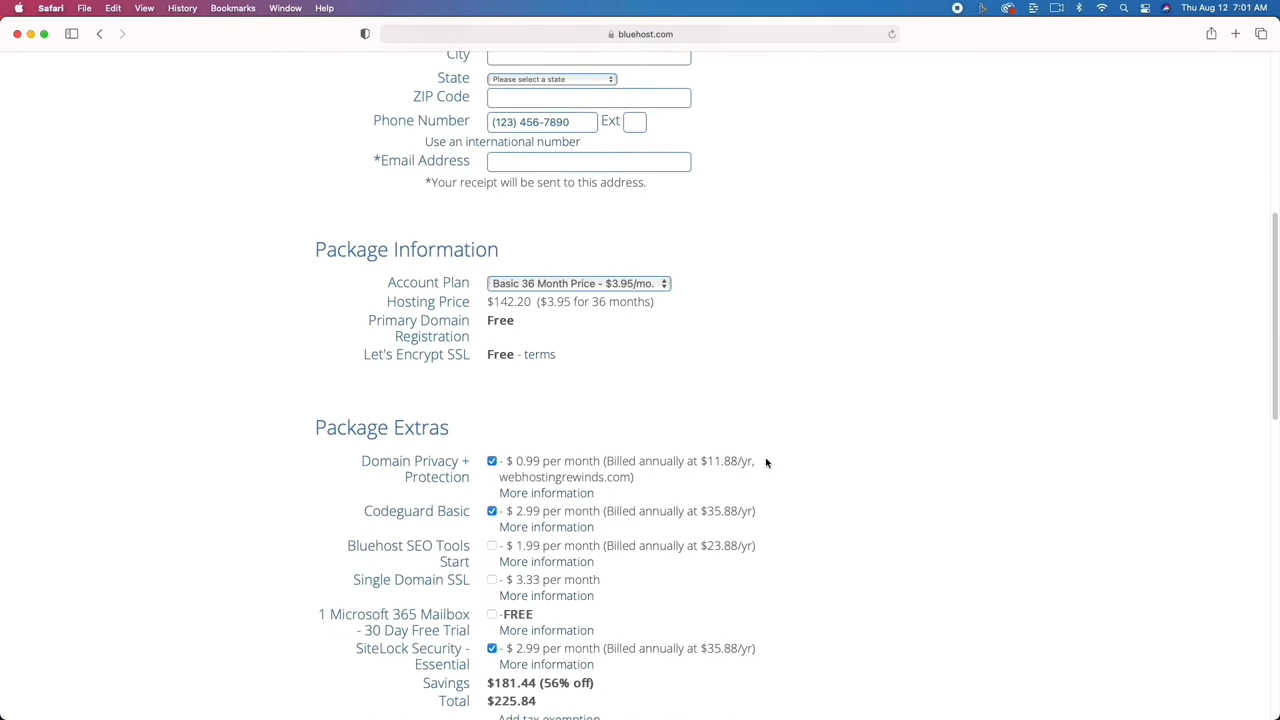 Safari File Edit View History Bookmarks Window Help Thu Aug 12 7:01 AM
bluehost.com
City
State Please select a state
ZIP Code
Phone Number (123) 456-7890 Ext
Use an international number
*Email Address
*Your receipt will be sent to this address.
Package Information
Account Plan Basic 36 Month Price - $3.95/mo.
Hosting Price $142.20 ($3.95 for 36 months)
Primary Domain Free
Registration
Let's Encrypt SSL Free - terms
Package Extras
Domain Privacy + - $ 0.99 per month (Billed annually at $11.88/yr,
Protection webhostingrewinds.com)
More information
Codeguard Basic - $ 2.99 per month (Billed annually at $35.88/yr)
More information
Bluehost SEO Tools - $ 1.99 per month (Billed annually at $23.88/yr)
Start More information
Single Domain SSL - $ 3.33 per month
More information
1 Microsoft 365 Mailbox -FREE
- 30 Day Free Trial More information
SiteLock Security - - $ 2.99 per month (Billed annually at $35.88/yr)
Essential More information
Savings $181.44 (56% off)
Total $225.84
Add tax exemption